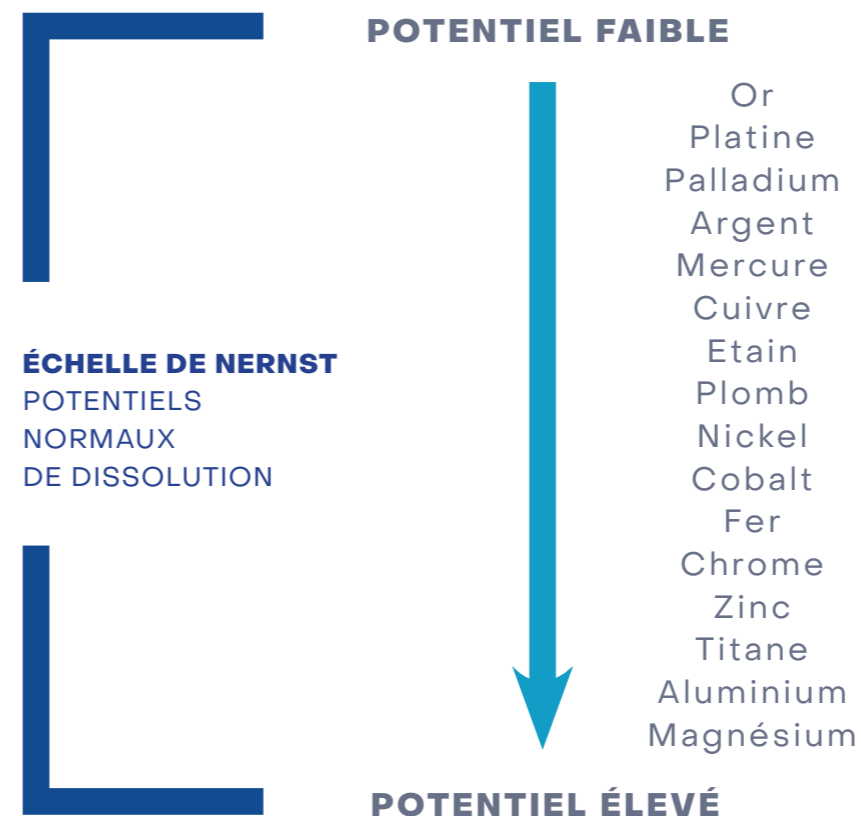 POTENTIEL FAIBLE
Or
Platine
Palladium
Argent
Mercure
Cuivre
Etain
Plomb
Nickel
Cobalt
Fer
Chrome
Zinc
Titane
Aluminium
Magnésium
ÉCHELLE DE NERNST
POTENTIELS
NORMAUX
DE DISSOLUTION
POTENTIEL ÉLEVÉ